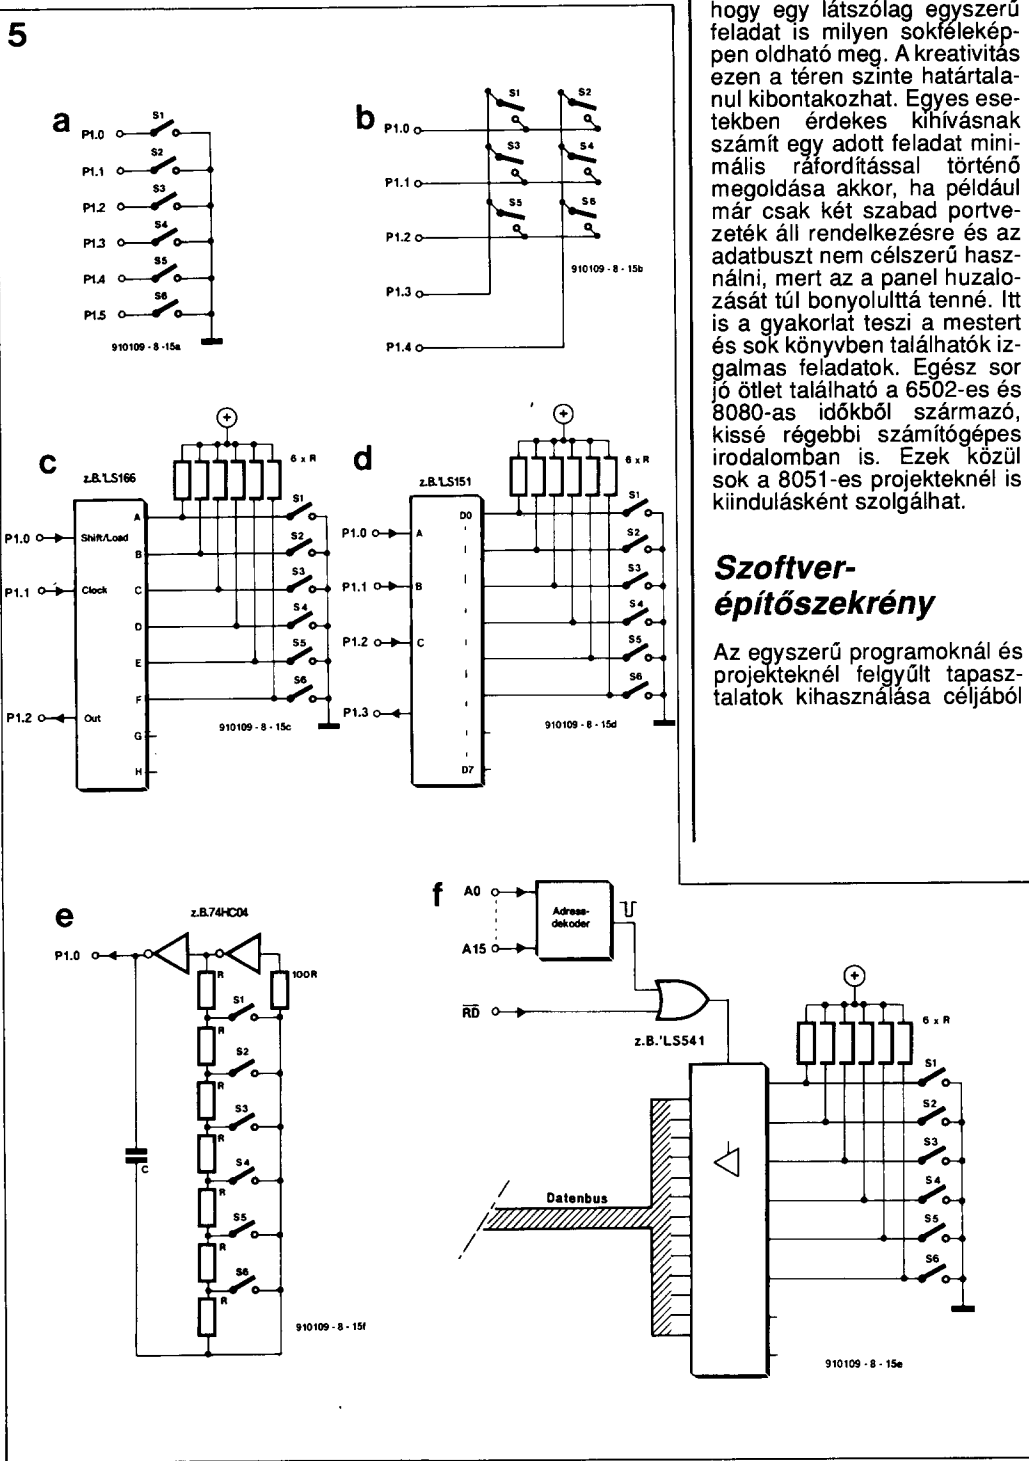 5
a
S1
P1.0
S2
P1.1
S3
P1.2
S4
P1.3
S5
P1.4
S6
P1.5
910109 - 8 -15a
b
S1 S2
P1.0
S3 S4
P1.1
S5 S6
P1.2
910109 - 8 - 15b
P1.3
P1.4
c
z.B.'LS166
6 x R
A
S1
P1.0
Shift/Load
B
S2
P1.1
Clock
C
S3
D
S4
E
S5
F
S6
P1.2
Out
G
H
910109 - 8 - 15c
d
z.B.'LS151
6 x R
D0
S1
P1.0
A
S2
P1.1
B
S3
S4
P1.2
C
S5
S6
P1.3
D7
910109 - 8 - 15d
e
z.B.74HC04
P1.0
R
100R
S1
R
S2
R
S3
R
S4
C
R
S5
R
S6
R
910109 - 8 - 15f
f
A0
Adress-
dekoder
A15
RD
z.B.'LS541
6 x R
S1
S2
S3
S4
S5
S6
Datenbus
910109 - 8 - 15e
hogy egy látszólag egyszerű
feladat is milyen sokfélekép-
pen oldható meg. A kreativitás
ezen a téren szinte határtala-
nul kibontakozhat. Egyes ese-
tekben érdekes kihívásnak
számít egy adott feladat mini-
mális ráfordítással történő
megoldása akkor, ha például
már csak két szabad portve-
zeték áll rendelkezésre és az
adatbuszt nem célszerű hasz-
nálni, mert az a panel huzalo-
zását túl bonyolulttá tenné. Itt
is a gyakorlat teszi a mestert
és sok könyvben találhatók iz-
galmas feladatok. Egész sor
jó ötlet található a 6502-es és
8080-as időkből származó,
kissé régebbi számítógépes
irodalomban is. Ezek közül
sok a 8051-es projekteknél is
kiindulásként szolgálhat.
Szoftver-
építőszekrény
Az egyszerű programoknál és
projekteknél felgyűlt tapasz-
talatok kihasználása céljából